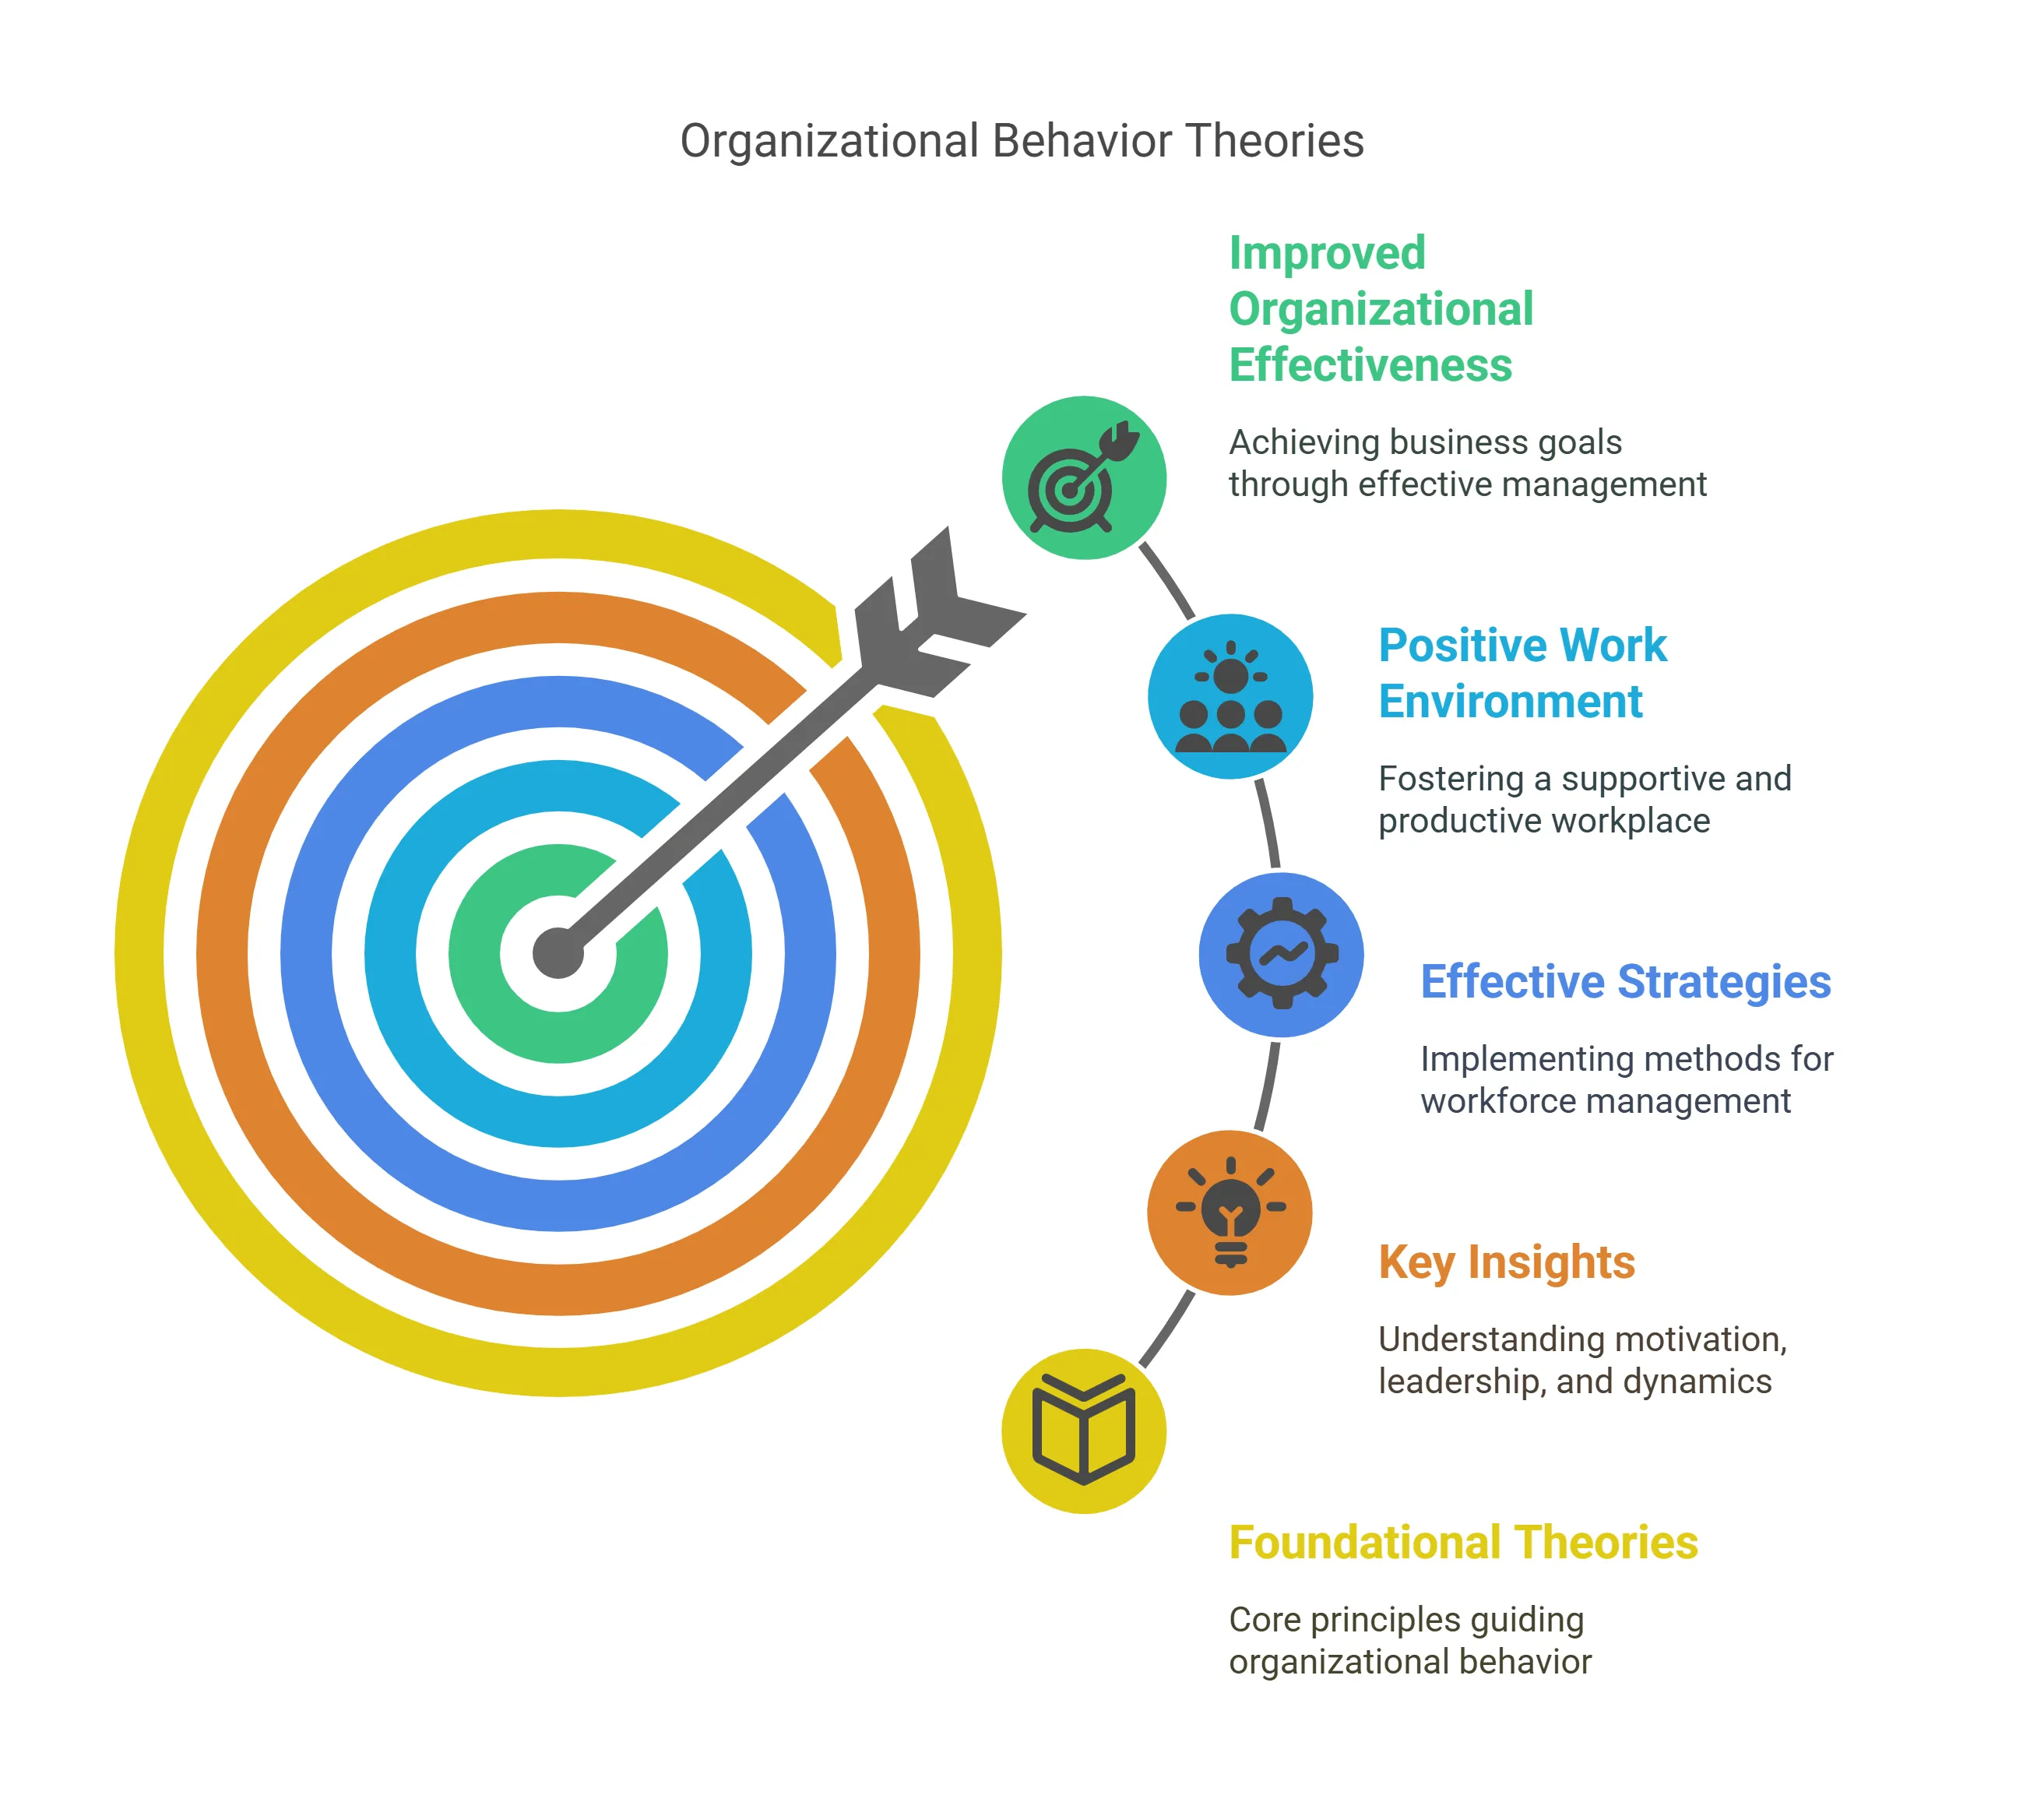 Organizational Behavior Theories
Improved
Organizational
Effectiveness
Achieving business goals
through effective management
Positive Work
Environment
Fostering a supportive and
productive workplace
Effective Strategies
Implementing methods for
workforce management
Key Insights
Understanding motivation,
leadership, and dynamics
Foundational Theories
Core principles guiding
organizational behavior